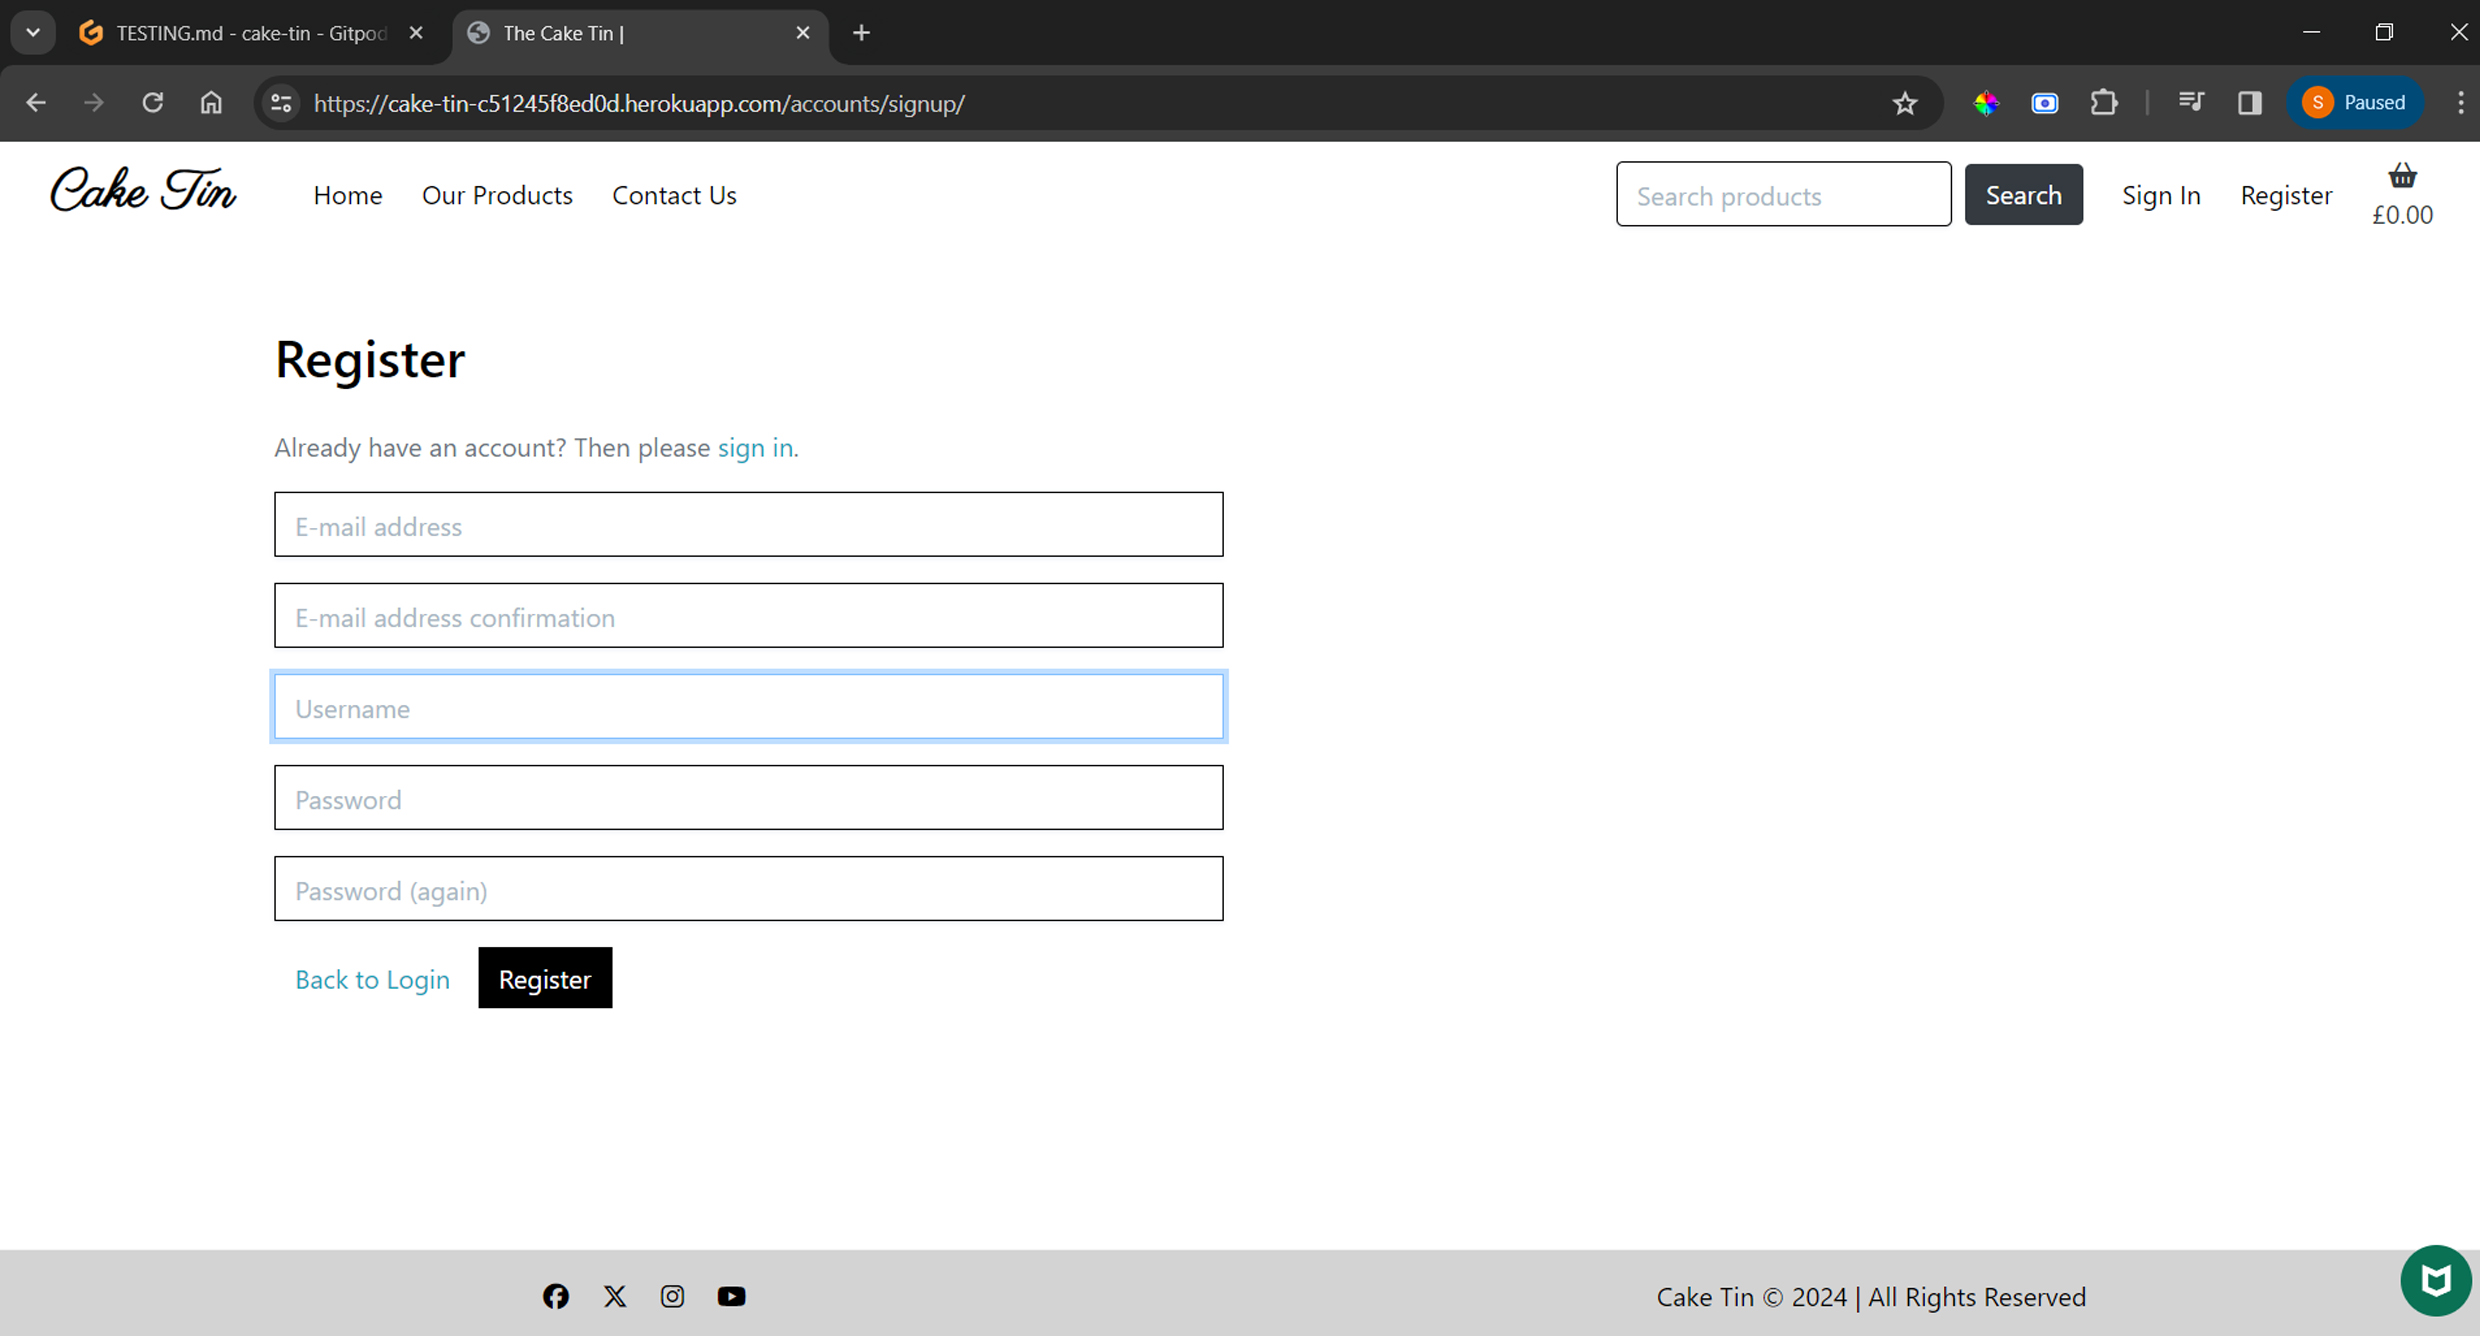 TESTING.md - cake-tin - Gitpod
The Cake Tin |
https://cake-tin-c51245f8ed0d.herokuapp.com/accounts/signup/
S Paused
Cake Tin Home Our Products Contact Us Search products Search Sign In Register £0.00
Register
Already have an account? Then please sign in.
E-mail address
E-mail address confirmation
Username
Password
Password (again)
Back to Login Register
Cake Tin © 2024 | All Rights Reserved